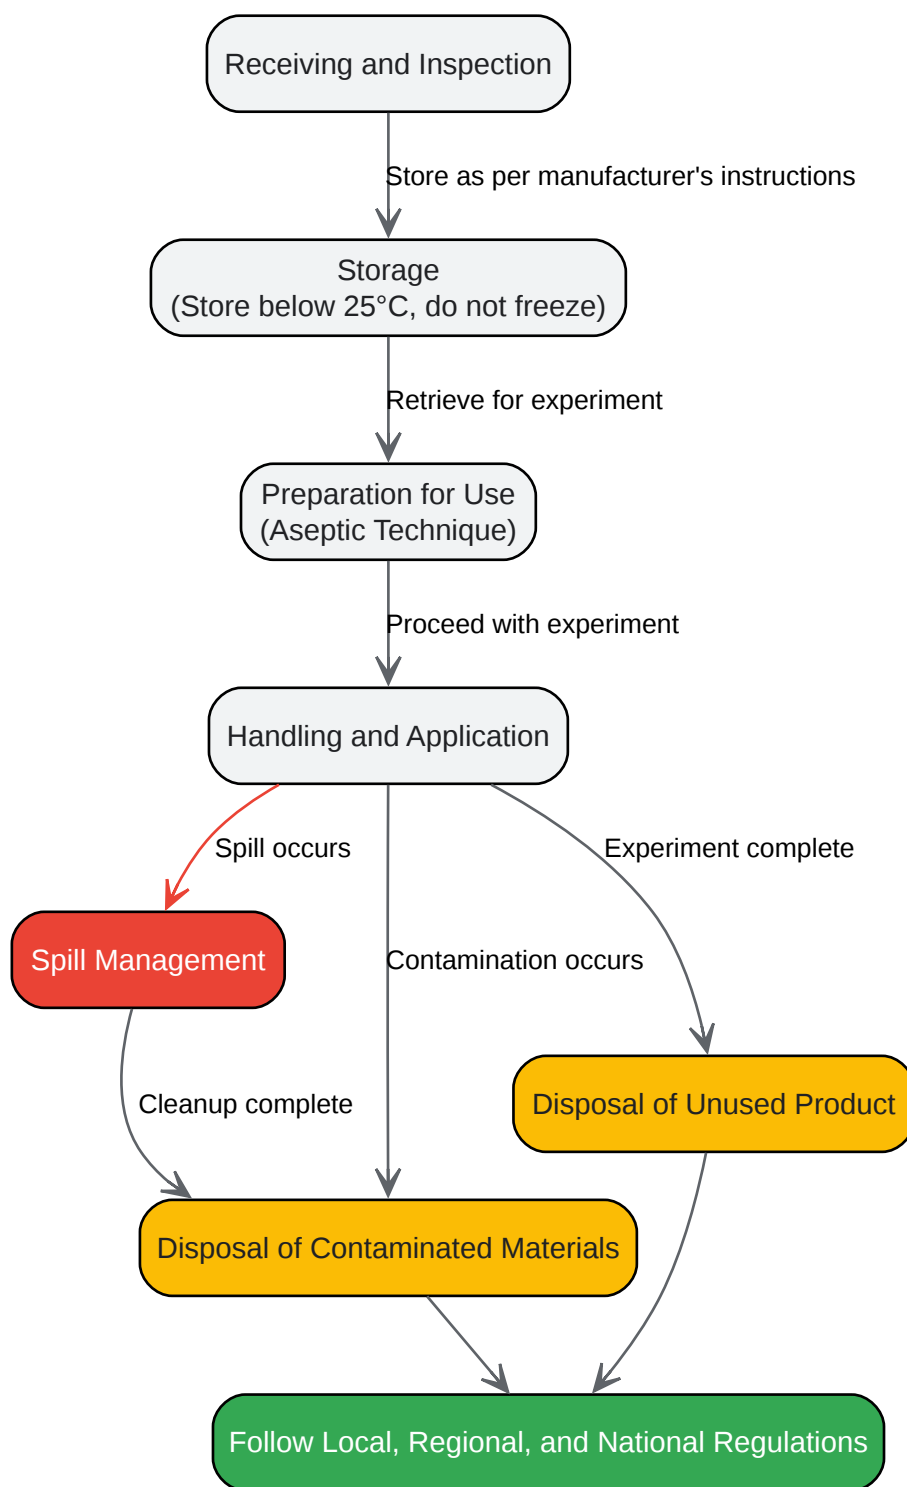 Receiving and Inspection
Store as per manufacturer's instructions
Storage
(Store below 25°C, do not freeze)
Retrieve for experiment
Preparation for Use
(Aseptic Technique)
Proceed with experiment
Handling and Application
Spill occurs
Experiment complete
Spill Management
Contamination occurs
Cleanup complete
Disposal of Unused Product
Disposal of Contaminated Materials
Follow Local, Regional, and National Regulations